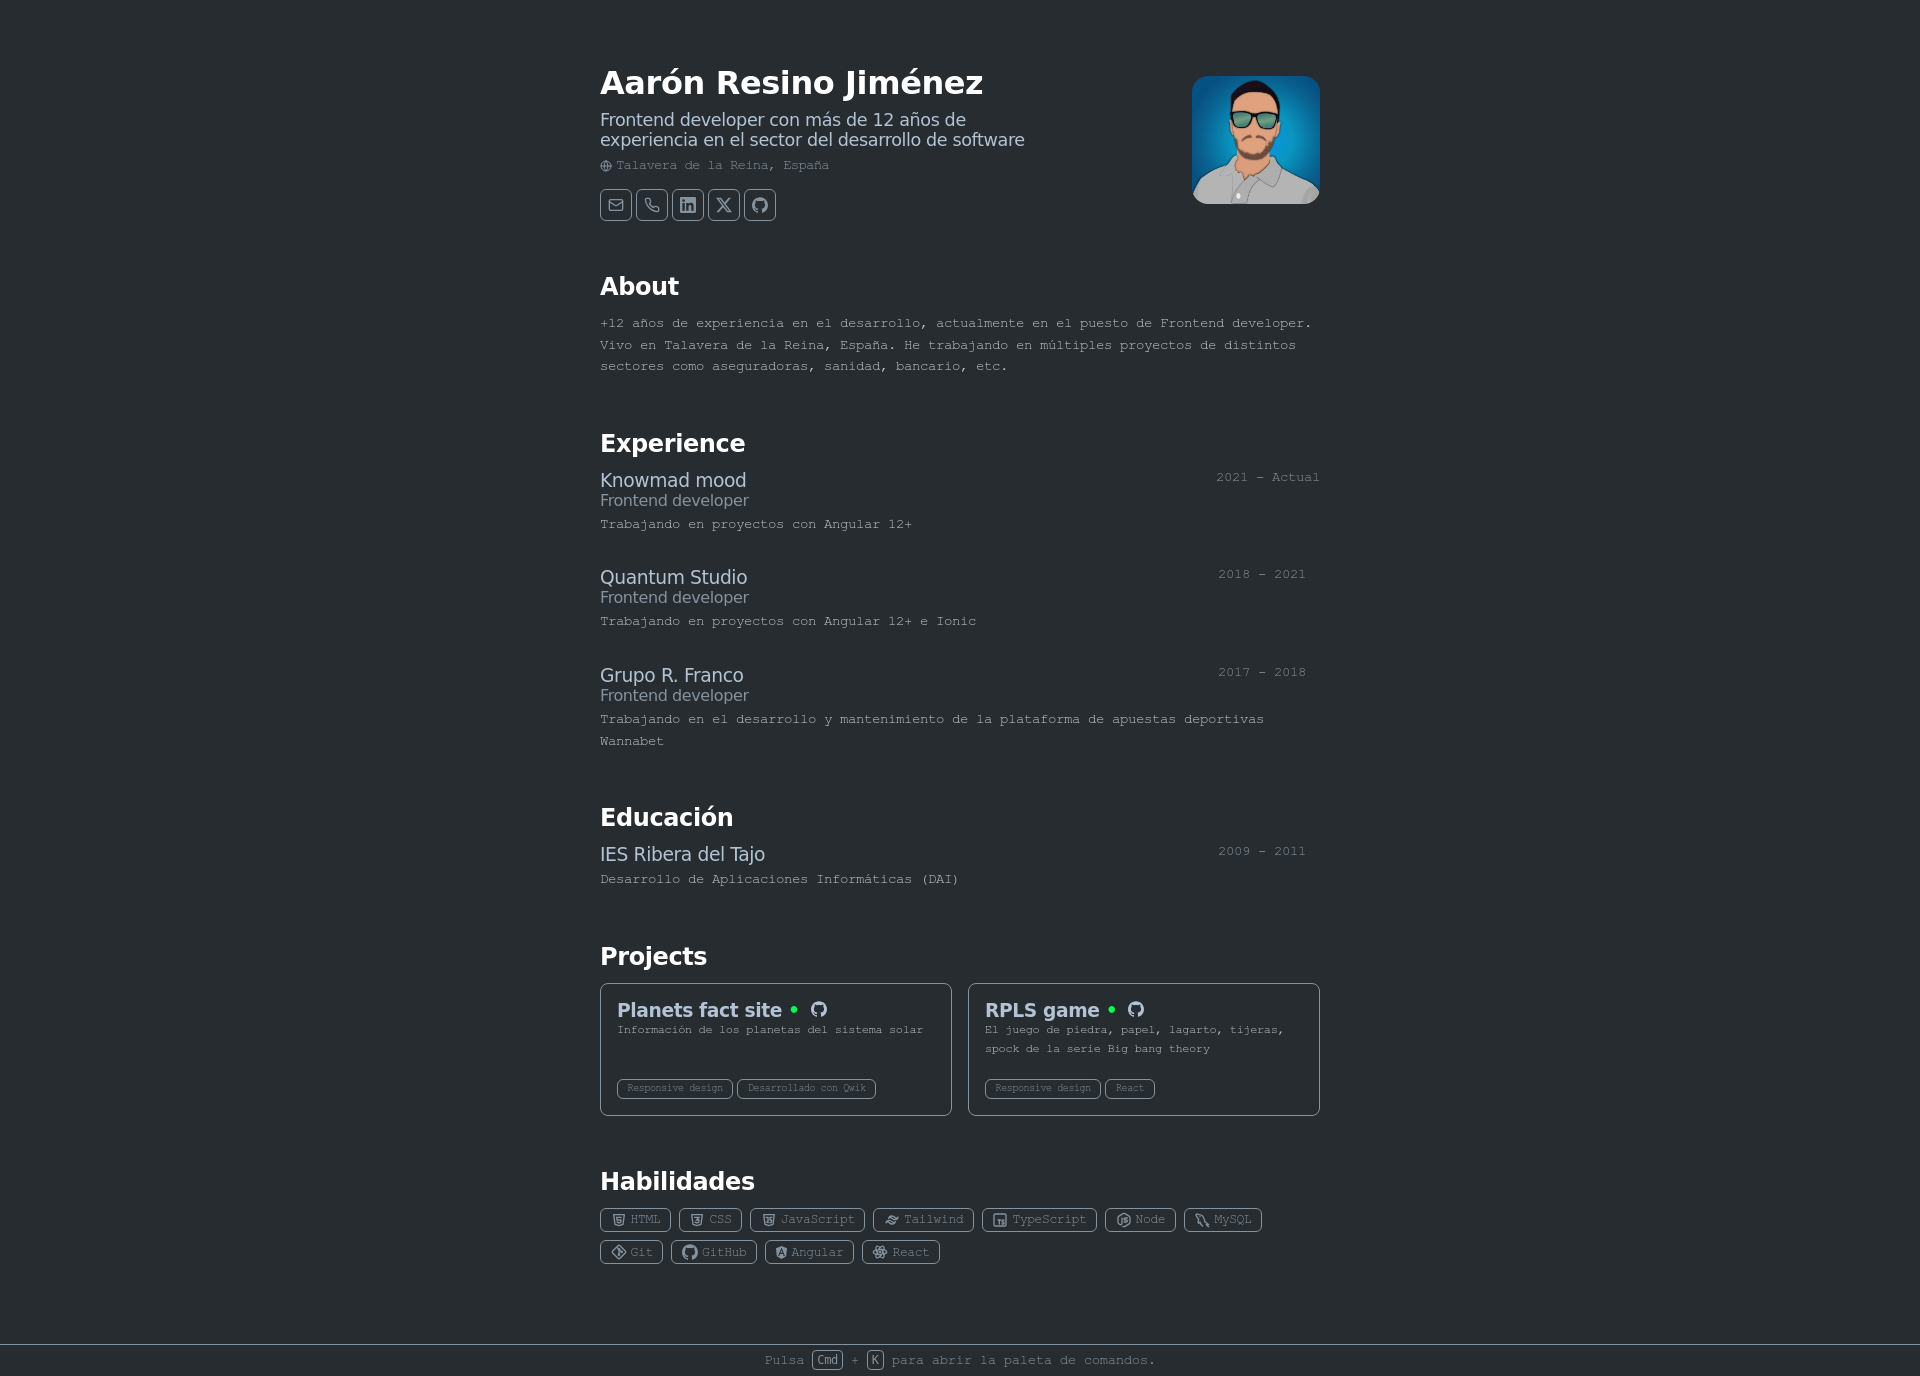 Aarón Resino Jiménez
Frontend developer con más de 12 años de
experiencia en el sector del desarrollo de software
Talavera de la Reina, España
About
+12 años de experiencia en el desarrollo, actualmente en el puesto de Frontend developer.
Vivo en Talavera de la Reina, España. He trabajando en múltiples proyectos de distintos
sectores como aseguradoras, sanidad, bancario, etc.
Experience
Knowmad mood 2021 - Actual
Frontend developer
Trabajando en proyectos con Angular 12+
Quantum Studio 2018 - 2021
Frontend developer
Trabajando en proyectos con Angular 12+ e Ionic
Grupo R. Franco 2017 - 2018
Frontend developer
Trabajando en el desarrollo y mantenimiento de la plataforma de apuestas deportivas
Wannabet
Educación
IES Ribera del Tajo 2009 - 2011
Desarrollo de Aplicaciones Informáticas (DAI)
Projects
Planets fact site •
Información de los planetas del sistema solar
Responsive design Desarrollado con Qwik
RPLS game •
El juego de piedra, papel, lagarto, tijeras,
spock de la serie Big bang theory
Responsive design React
Habilidades
HTML CSS JavaScript Tailwind TypeScript Node MySQL
Git GitHub Angular React
Pulsa Cmd + K para abrir la paleta de comandos.